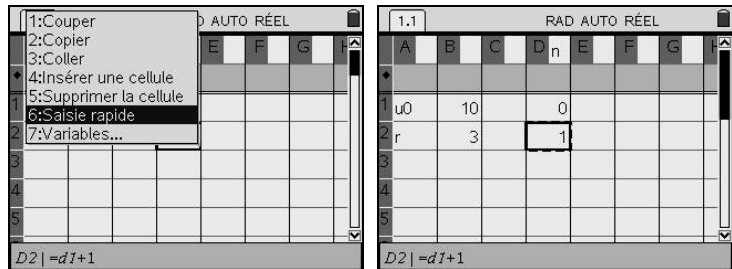 1:Couper
2:Copier
3:Coller
4:Insérer une cellule
5:Supprimer la cellule
6:Saisie rapide
7:Variables...
AUTO RÉEL
E F G H
1
2
3
4
5
D2 | =d1+1
1.1 RAD AUTO RÉEL
A B C D n E F G H
1 u0 10 0
2 r 3 1
3
4
5
D2 | =d1+1